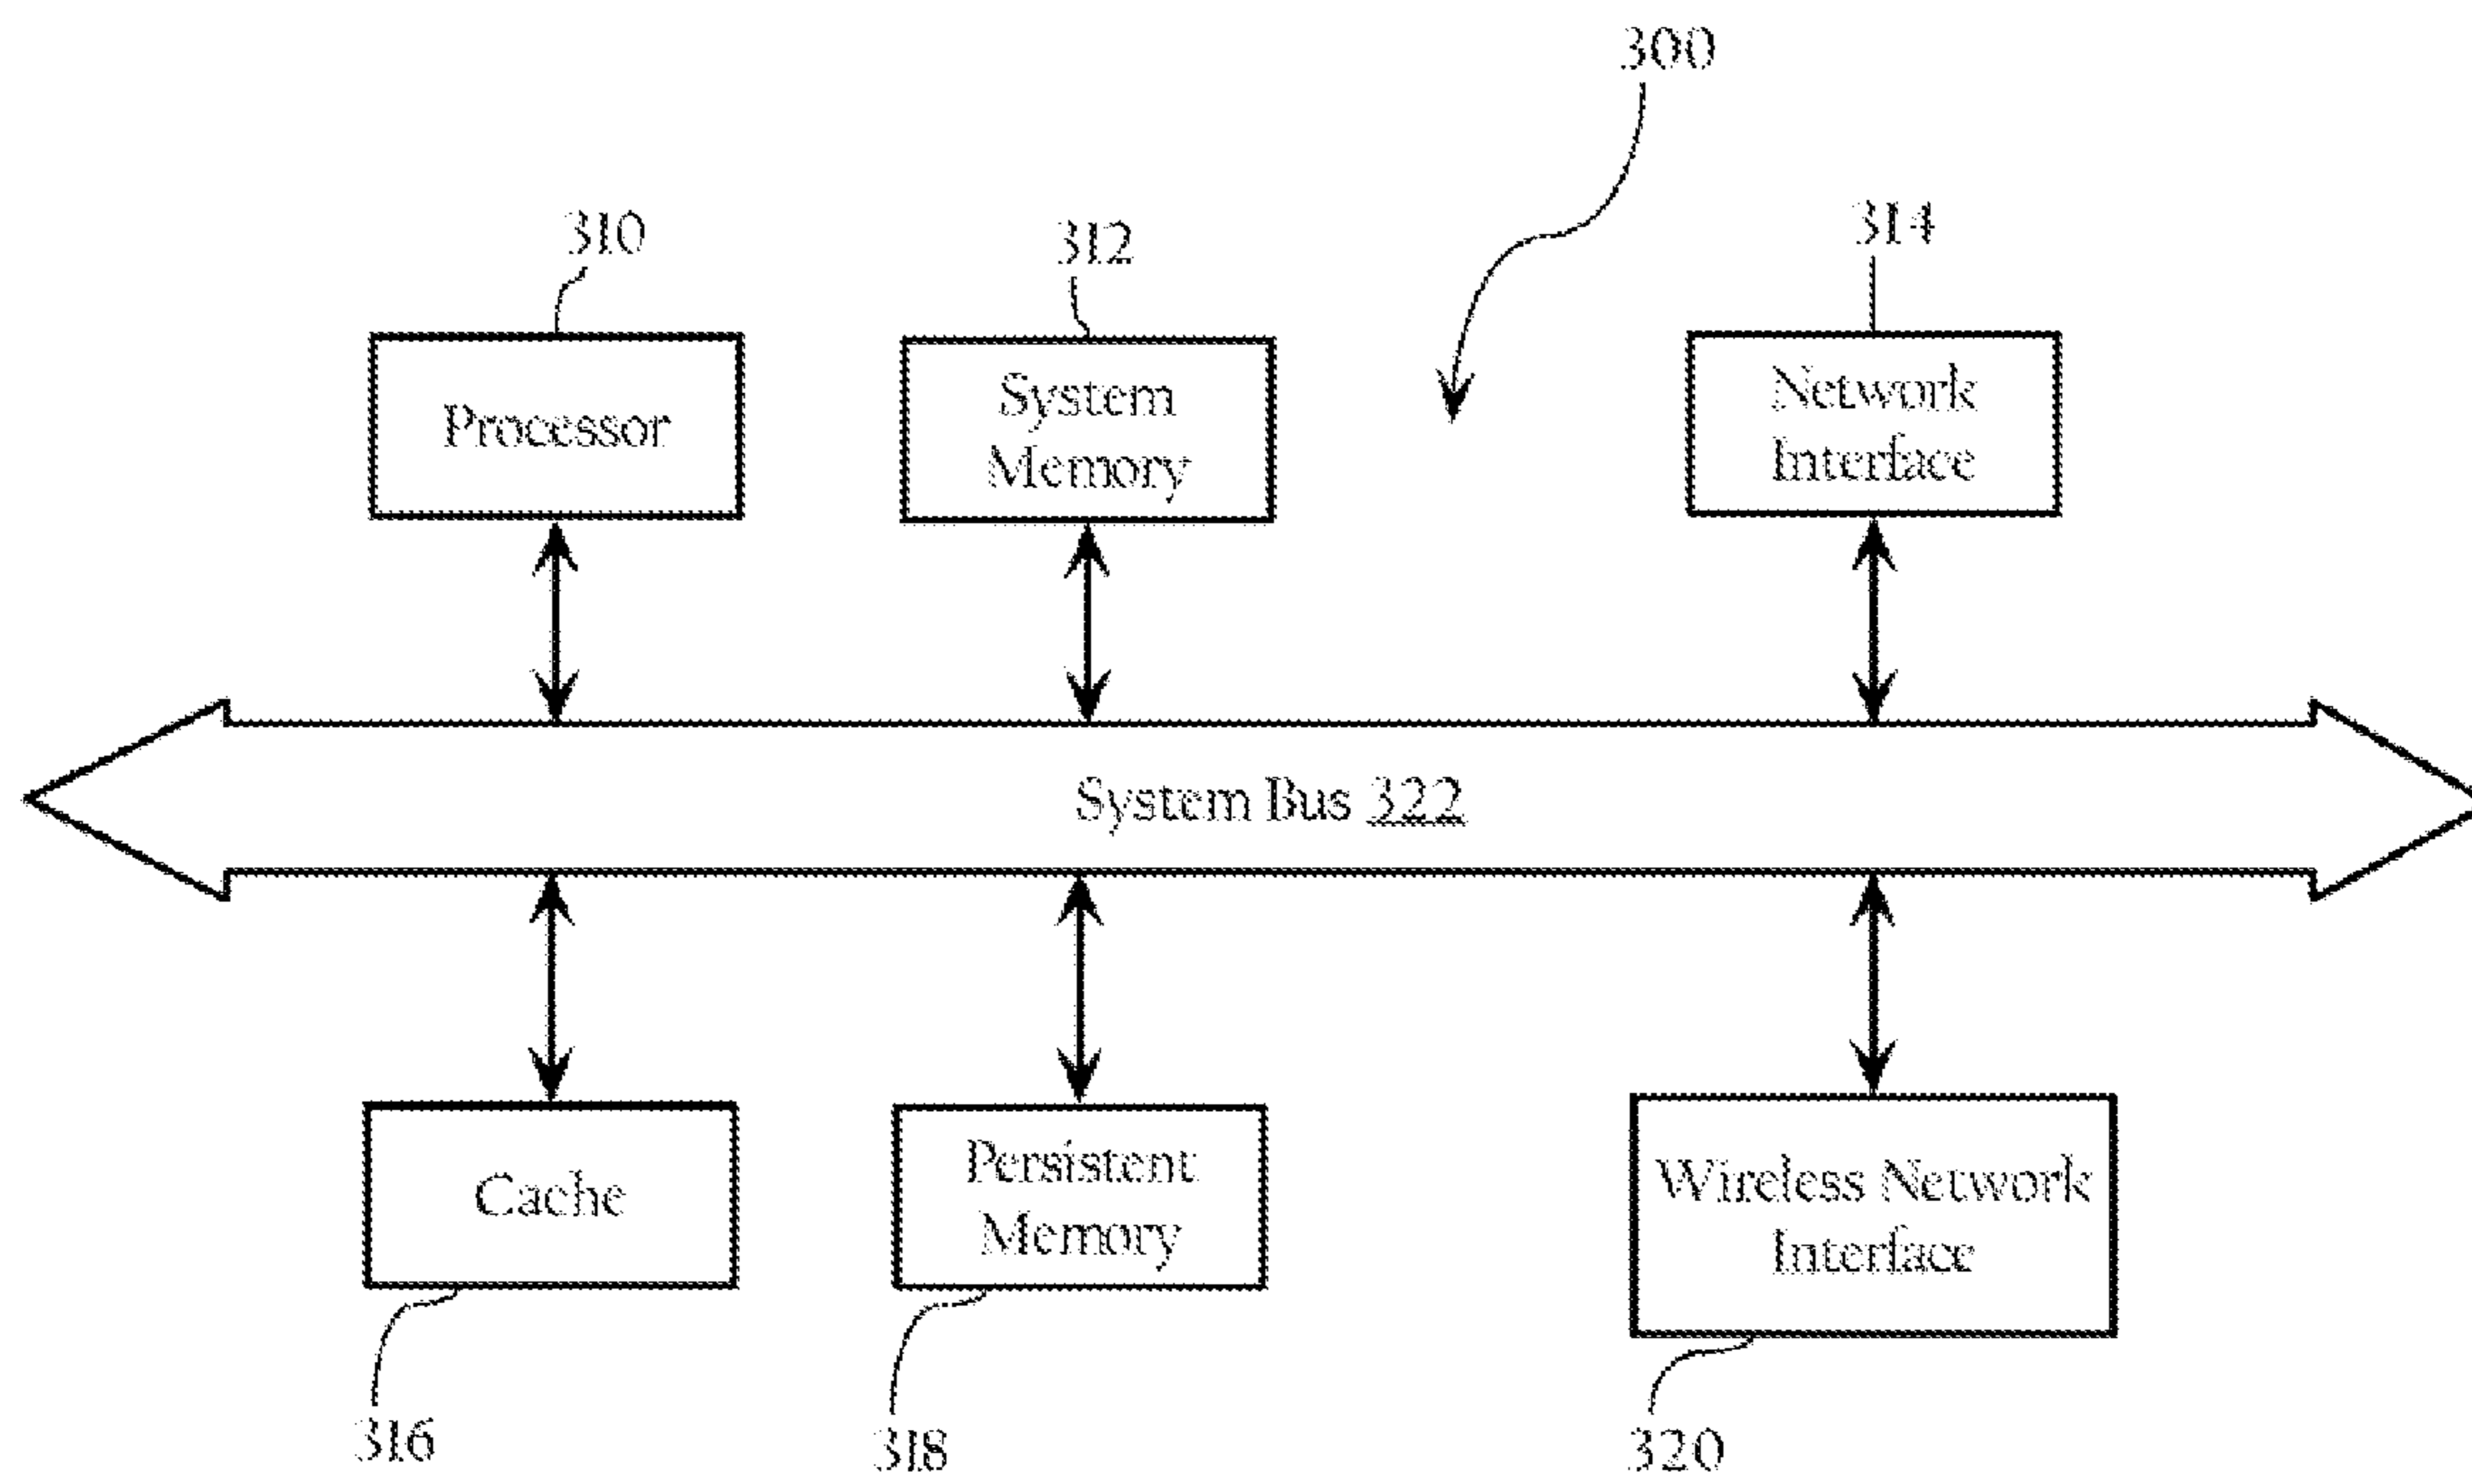 300
310
312
314
Processor
System
Memory
Network
Interface
System Bus 322
Cache
Persistent
Memory
Wireless Network
Interface
316
318
320